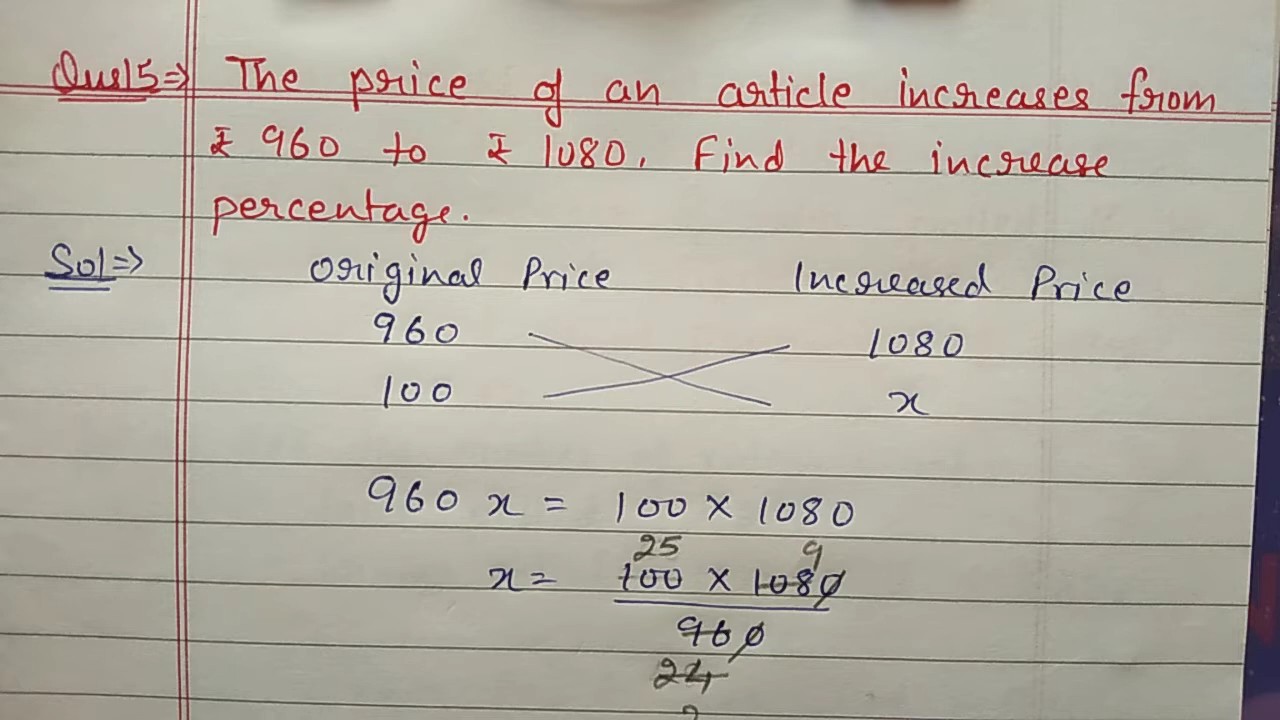 Ques15⇒ The price of an article increases from
₹ 960 to ₹ 1080. Find the increase
percentage.
Sol⇒ Original Price Increased Price
960 1080
100 x
960 x = 100 × 1080
25 9
x = 100 × 1080
960
24